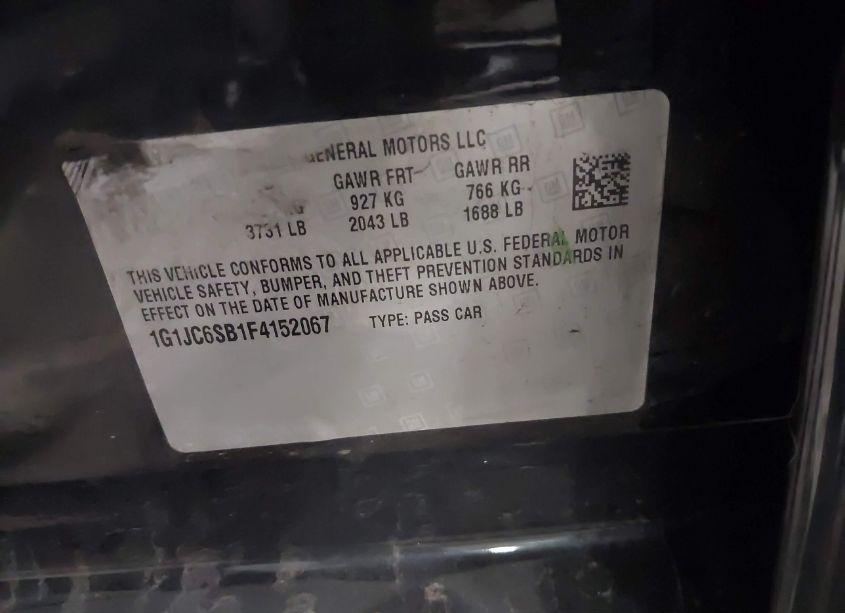 GENERAL MOTORS LLC
GAWR FRT GAWR RR
927 KG 766 KG
3731 LB 2043 LB 1688 LB
THIS VEHICLE CONFORMS TO ALL APPLICABLE U.S. FEDERAL MOTOR
VEHICLE SAFETY, BUMPER, AND THEFT PREVENTION STANDARDS IN
EFFECT ON THE DATE OF MANUFACTURE SHOWN ABOVE.
1G1JC6SB1F4152067 TYPE: PASS CAR